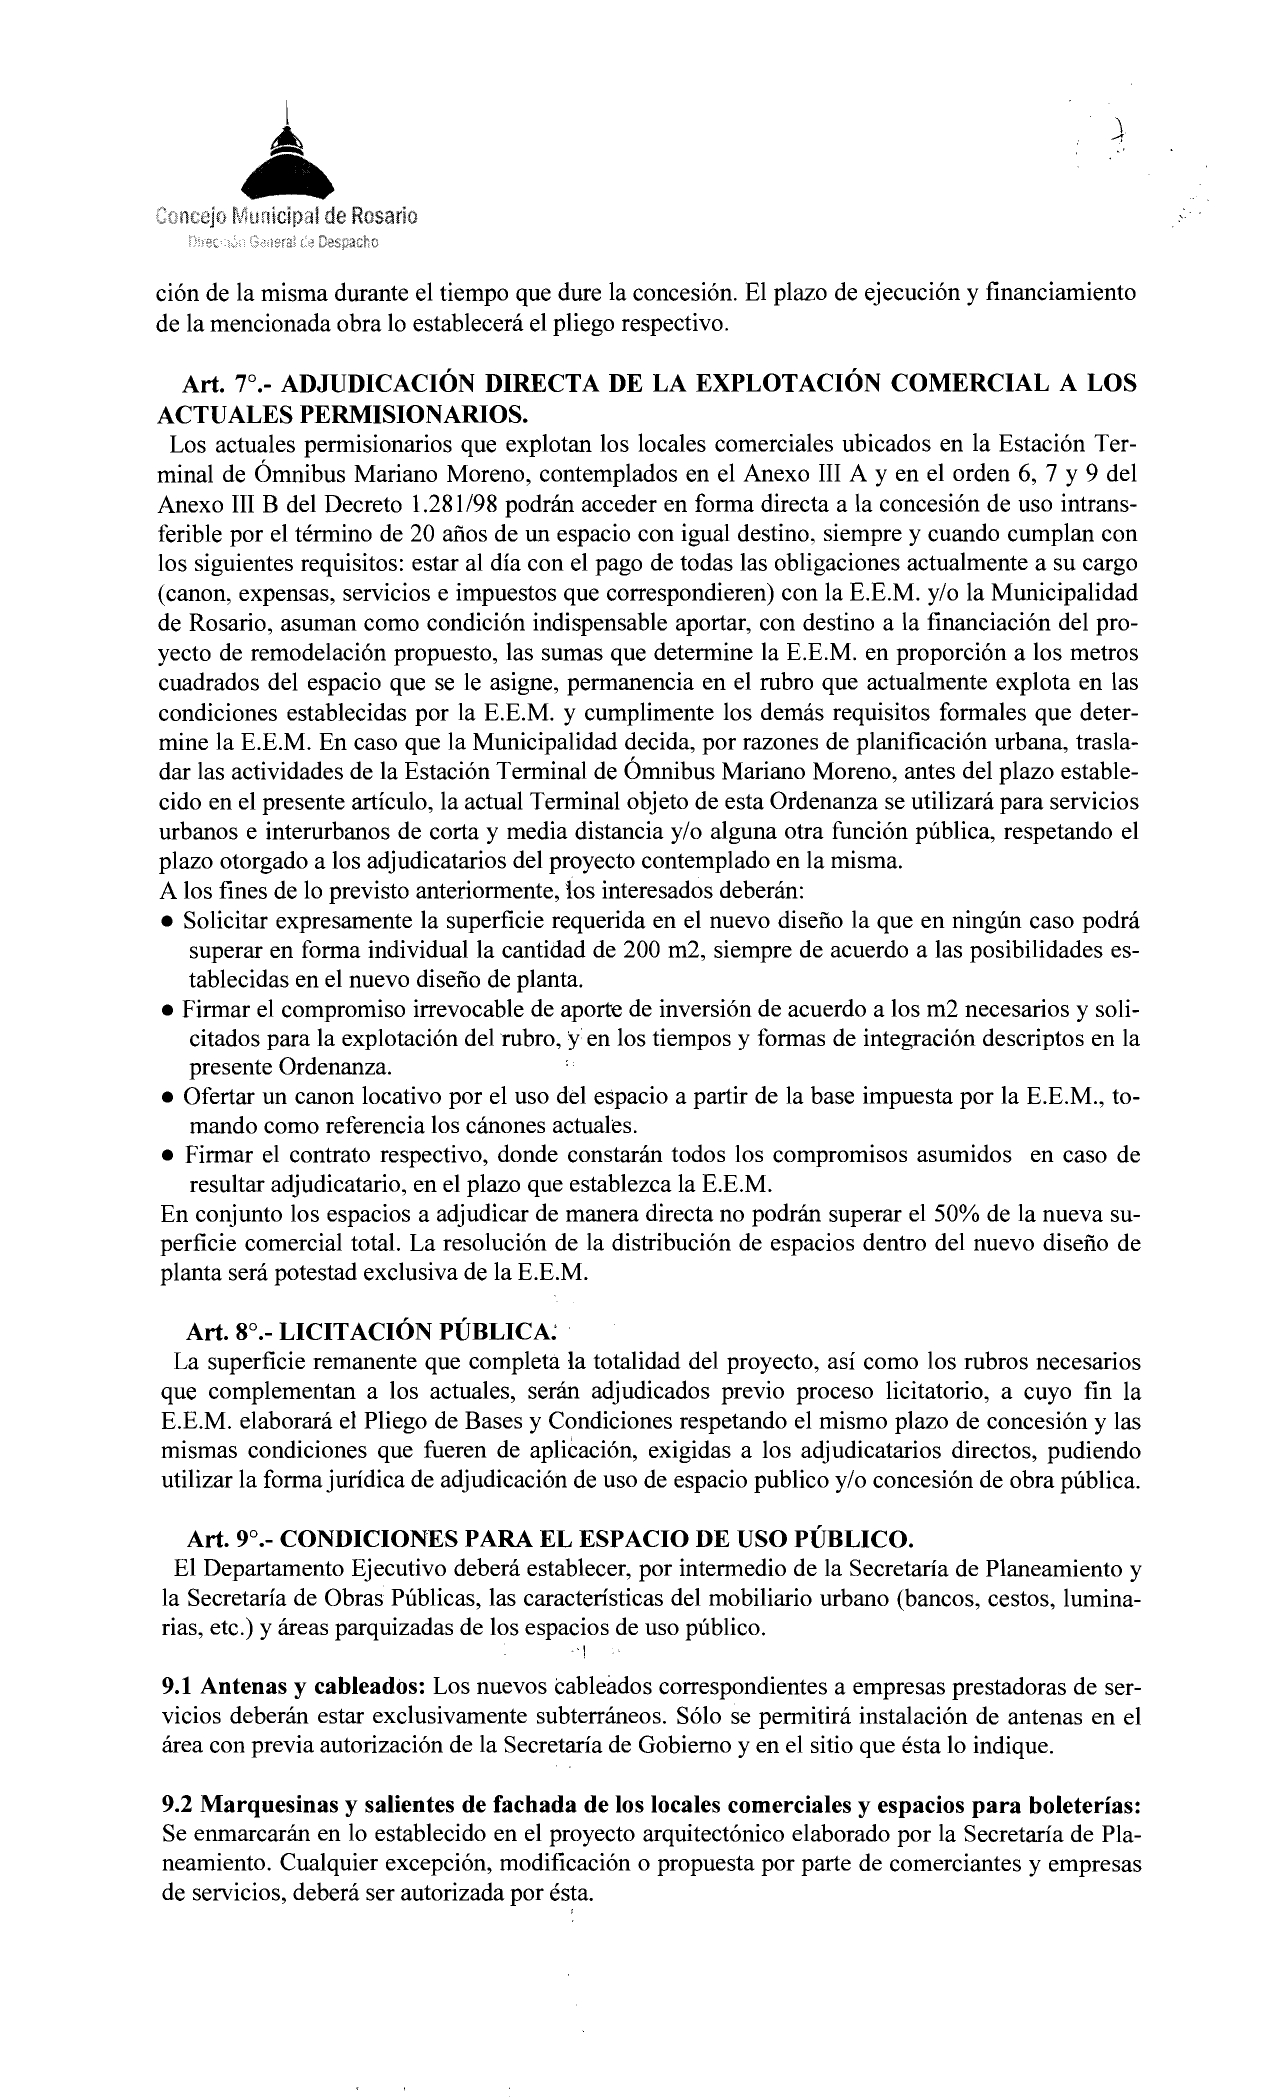 Concejo Municipal de Rosario
Dirección General de Despacho
ción de la misma durante el tiempo que dure la concesión. El plazo de ejecución y financiamiento
de la mencionada obra lo establecerá el pliego respectivo.
Art. 7°.- ADJUDICACIÓN DIRECTA DE LA EXPLOTACIÓN COMERCIAL A LOS
ACTUALES PERMISIONARIOS.
Los actuales permisionarios que explotan los locales comerciales ubicados en la Estación Ter-
minal de Ómnibus Mariano Moreno, contemplados en el Anexo III A y en el orden 6, 7 y 9 del
Anexo III B del Decreto 1.281/98 podrán acceder en forma directa a la concesión de uso intrans-
ferible por el término de 20 años de un espacio con igual destino, siempre y cuando cumplan con
los siguientes requisitos: estar al día con el pago de todas las obligaciones actualmente a su cargo
(canon, expensas, servicios e impuestos que correspondieren) con la E.E.M. y/o la Municipalidad
de Rosario, asuman como condición indispensable aportar, con destino a la financiación del pro-
yecto de remodelación propuesto, las sumas que determine la E.E.M. en proporción a los metros
cuadrados del espacio que se le asigne, permanencia en el rubro que actualmente explota en las
condiciones establecidas por la E.E.M. y cumplimente los demás requisitos formales que deter-
mine la E.E.M. En caso que la Municipalidad decida, por razones de planificación urbana, trasla-
dar las actividades de la Estación Terminal de Ómnibus Mariano Moreno, antes del plazo estable-
cido en el presente artículo, la actual Terminal objeto de esta Ordenanza se utilizará para servicios
urbanos e interurbanos de corta y media distancia y/o alguna otra función pública, respetando el
plazo otorgado a los adjudicatarios del proyecto contemplado en la misma.
A los fines de lo previsto anteriormente, los interesados deberán:
● Solicitar expresamente la superficie requerida en el nuevo diseño la que en ningún caso podrá
superar en forma individual la cantidad de 200 m2, siempre de acuerdo a las posibilidades es-
tablecidas en el nuevo diseño de planta.
● Firmar el compromiso irrevocable de aporte de inversión de acuerdo a los m2 necesarios y soli-
citados para la explotación del rubro, y en los tiempos y formas de integración descriptos en la
presente Ordenanza.
● Ofertar un canon locativo por el uso del espacio a partir de la base impuesta por la E.E.M., to-
mando como referencia los cánones actuales.
● Firmar el contrato respectivo, donde constarán todos los compromisos asumidos en caso de
resultar adjudicatario, en el plazo que establezca la E.E.M.
En conjunto los espacios a adjudicar de manera directa no podrán superar el 50% de la nueva su-
perficie comercial total. La resolución de la distribución de espacios dentro del nuevo diseño de
planta será potestad exclusiva de la E.E.M.
Art. 8°.- LICITACIÓN PÚBLICA.
La superficie remanente que completa la totalidad del proyecto, así como los rubros necesarios
que complementan a los actuales, serán adjudicados previo proceso licitatorio, a cuyo fin la
E.E.M. elaborará el Pliego de Bases y Condiciones respetando el mismo plazo de concesión y las
mismas condiciones que fueren de aplicación, exigidas a los adjudicatarios directos, pudiendo
utilizar la forma jurídica de adjudicación de uso de espacio publico y/o concesión de obra pública.
Art. 9°.- CONDICIONES PARA EL ESPACIO DE USO PÚBLICO.
El Departamento Ejecutivo deberá establecer, por intermedio de la Secretaría de Planeamiento y
la Secretaría de Obras Públicas, las características del mobiliario urbano (bancos, cestos, lumina-
rias, etc.) y áreas parquizadas de los espacios de uso público.
9.1 Antenas y cableados: Los nuevos cableados correspondientes a empresas prestadoras de ser-
vicios deberán estar exclusivamente subterráneos. Sólo se permitirá instalación de antenas en el
área con previa autorización de la Secretaría de Gobierno y en el sitio que ésta lo indique.
9.2 Marquesinas y salientes de fachada de los locales comerciales y espacios para boleterías:
Se enmarcarán en lo establecido en el proyecto arquitectónico elaborado por la Secretaría de Pla-
neamiento. Cualquier excepción, modificación o propuesta por parte de comerciantes y empresas
de servicios, deberá ser autorizada por ésta.